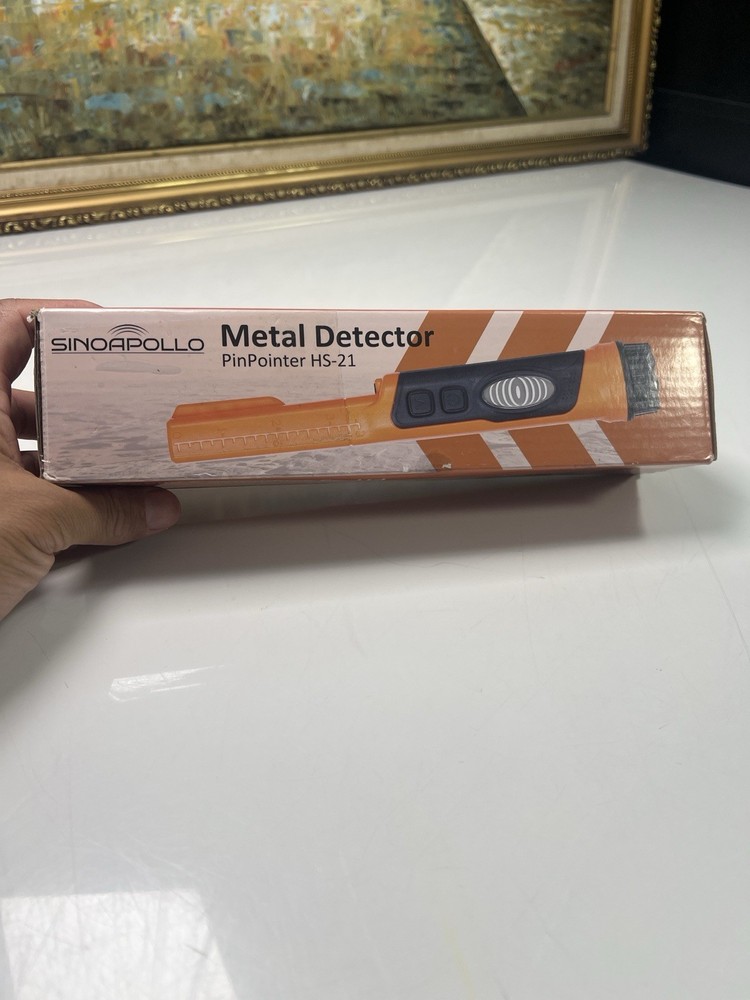 SINOAPOLLO
Metal Detector
PinPointer HS-21